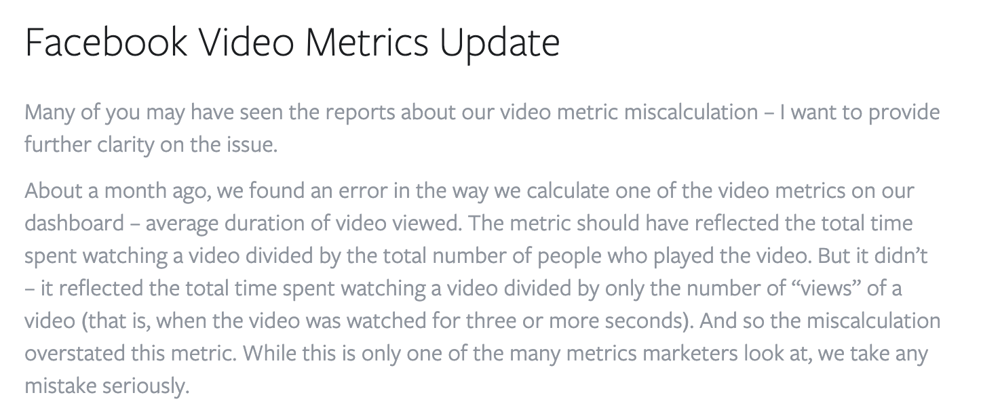 Facebook Video Metrics Update
Many of you may have seen the reports about our video metric miscalculation – I want to provide
further clarity on the issue.
About a month ago, we found an error in the way we calculate one of the video metrics on our
dashboard – average duration of video viewed. The metric should have reflected the total time
spent watching a video divided by the total number of people who played the video. But it didn’t
– it reflected the total time spent watching a video divided by only the number of “views” of a
video (that is, when the video was watched for three or more seconds). And so the miscalculation
overstated this metric. While this is only one of the many metrics marketers look at, we take any
mistake seriously.